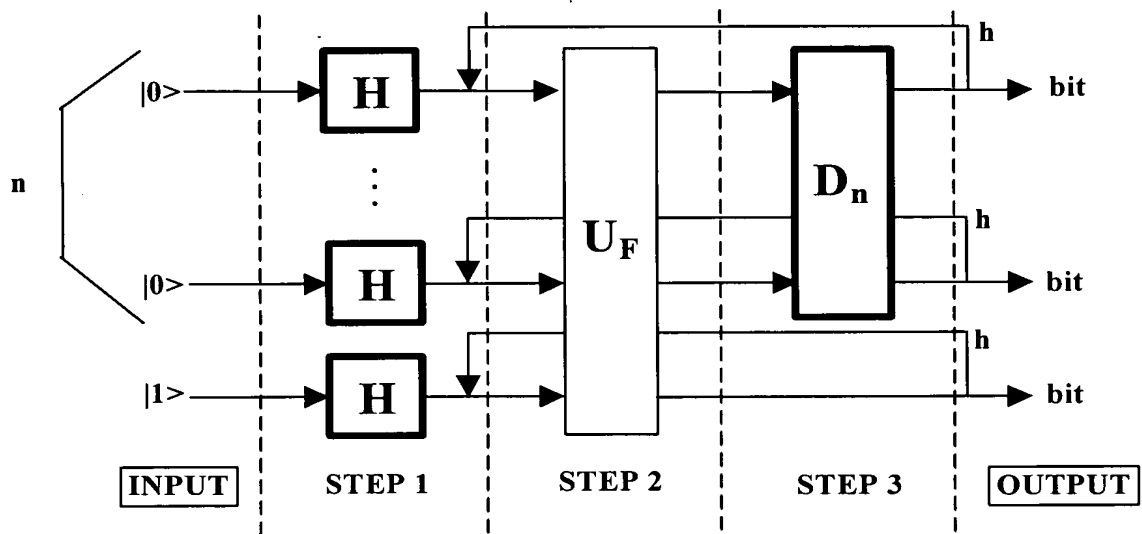 h
|0> H bit
n
⋮
D_n
U_F
h
|0> H bit
h
|1> H bit
INPUT STEP 1 STEP 2 STEP 3 OUTPUT